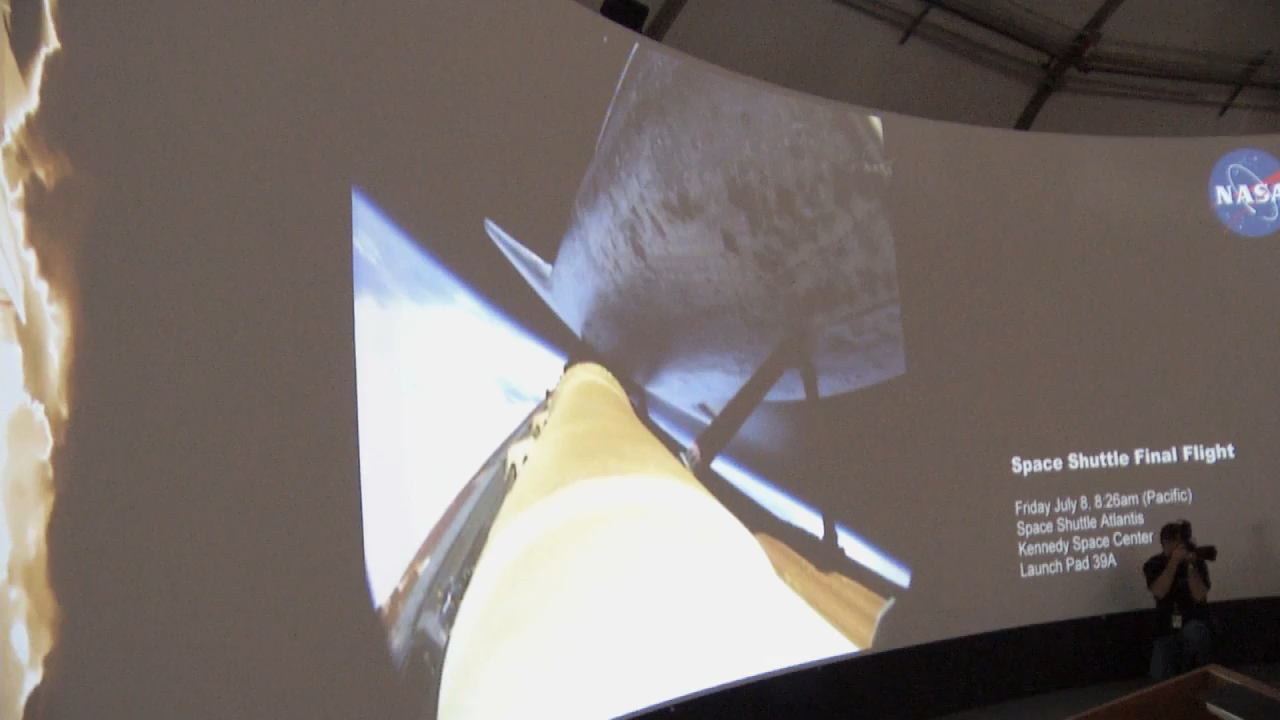 NASA
Space Shuttle Final Flight
Friday July 8, 8:26am (Pacific)
Space Shuttle Atlantis
Kennedy Space Center
Launch Pad 39A